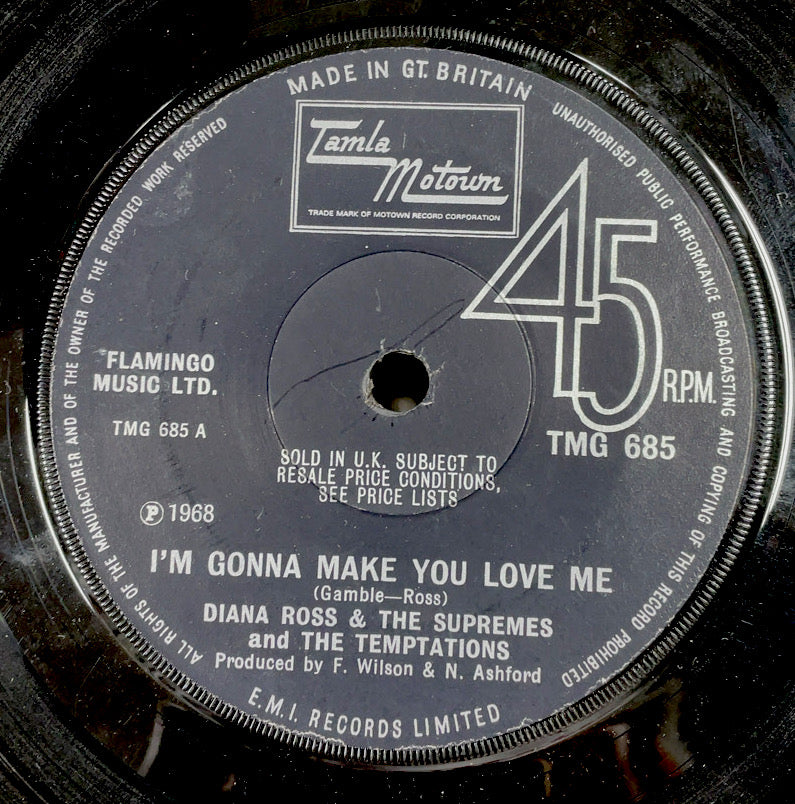 MADE IN GT. BRITAIN
Tamla
Motown
TRADE MARK OF MOTOWN RECORD CORPORATION
UNAUTHORISED PUBLIC PERFORMANCE BROADCASTING AND COPYING OF THIS RECORD PROHIBITED
ALL RIGHTS OF THE MANUFACTURER AND OF THE OWNER OF THE RECORDED WORK RESERVED
45
R.P.M.
TMG 685
FLAMINGO
MUSIC LTD.
TMG 685 A
SOLD IN U.K. SUBJECT TO
RESALE PRICE CONDITIONS,
SEE PRICE LISTS
℗ 1968
I'M GONNA MAKE YOU LOVE ME
(Gamble—Ross)
DIANA ROSS & THE SUPREMES
and THE TEMPTATIONS
Produced by F. Wilson & N. Ashford
E.M.I. RECORDS LIMITED